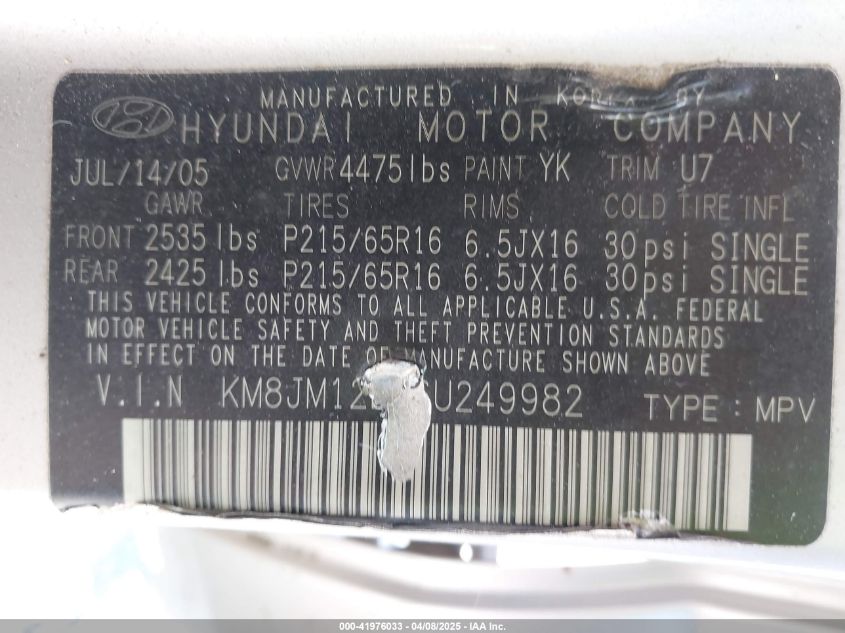 MANUFACTURED IN KOREA BY
HYUNDAI MOTOR COMPANY
JUL/14/05 GVWR 4475lbs PAINT YK TRIM U7
GAWR TIRES RIMS COLD TIRE INFL
FRONT 2535lbs P215/65R16 6.5JX16 30psi SINGLE
REAR 2425lbs P215/65R16 6.5JX16 30psi SINGLE
THIS VEHICLE CONFORMS TO ALL APPLICABLE U.S.A. FEDERAL
MOTOR VEHICLE SAFETY AND THEFT PREVENTION STANDARDS
IN EFFECT ON THE DATE OF MANUFACTURE SHOWN ABOVE
V.I.N TYPE : MPV
000-41976033 | 04/08/2025 - IAA Inc.